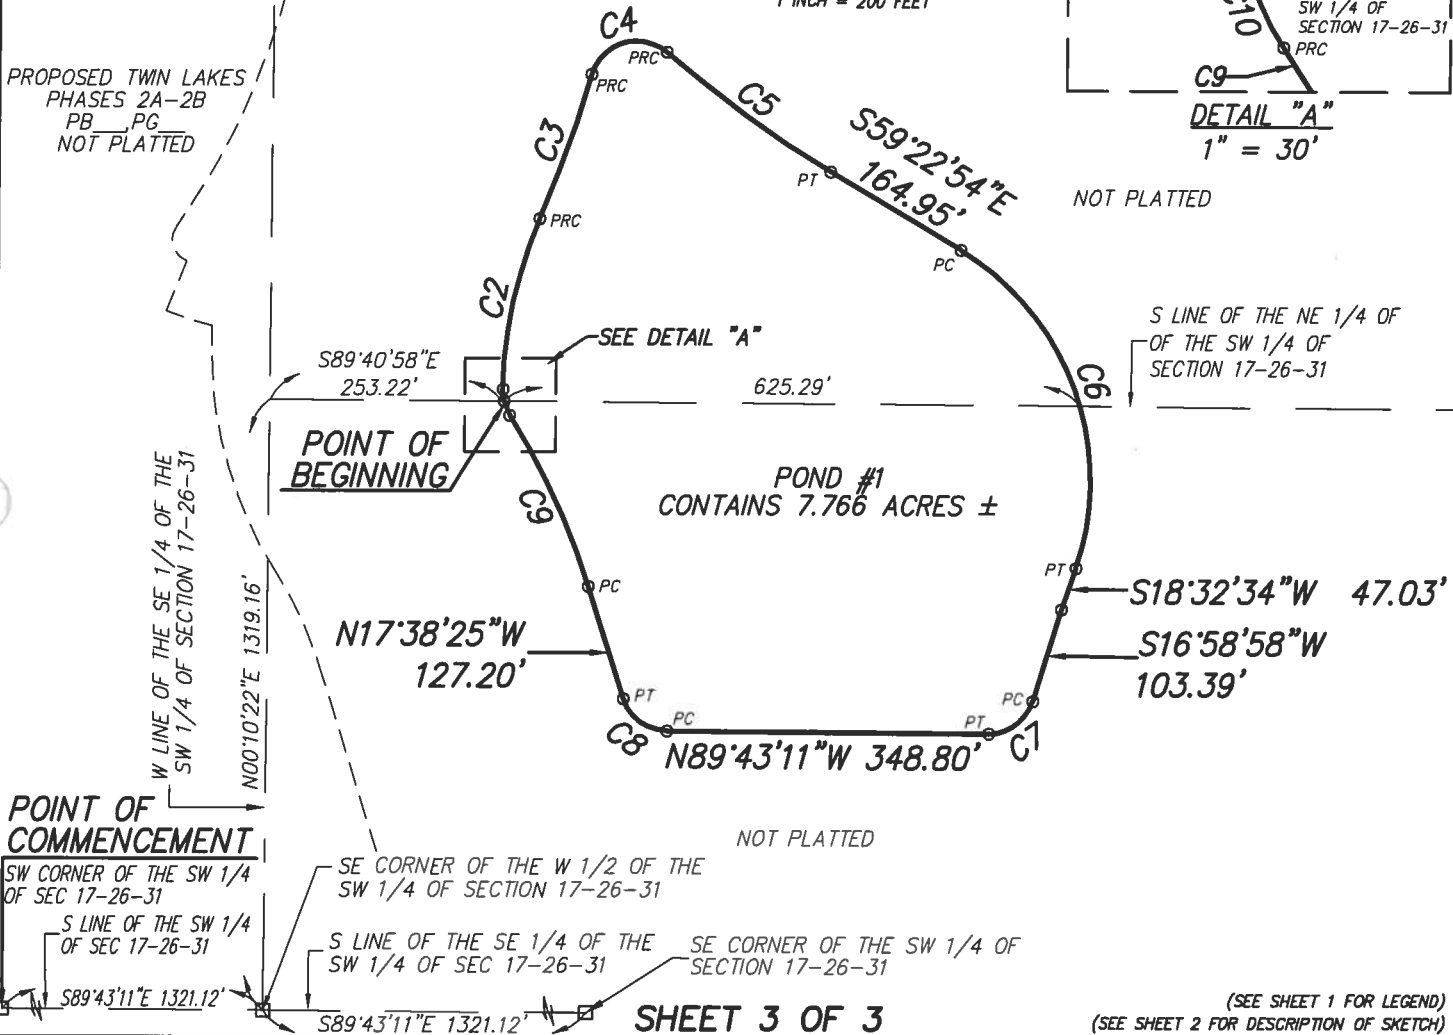 1 INCH = 200 FEET
C10
SW 1/4 OF
SECTION 17-26-31
PRC
C9
DETAIL "A"
1" = 30'
PROPOSED TWIN LAKES
PHASES 2A-2B
PB___,PG___
NOT PLATTED
C4
PRC
PRC
C5
C3
S59°22'54"E
164.95'
PT
NOT PLATTED
PRC
PC
C2
SEE DETAIL "A"
S LINE OF THE NE 1/4 OF
OF THE SW 1/4 OF
SECTION 17-26-31
S89°40'58"E
253.22'
625.29'
C6
POINT OF
BEGINNING
POND #1
CONTAINS 7.766 ACRES ±
C9
W LINE OF THE SE 1/4 OF THE
SW 1/4 OF SECTION 17-26-31
N00°10'22"E 1319.16'
PC
PT
S18°32'34"W 47.03'
N17°38'25"W
127.20'
S16°58'58"W
103.39'
PT
PC
PC
PT
C8
C7
N89°43'11"W 348.80'
POINT OF
COMMENCEMENT
SW CORNER OF THE SW 1/4
OF SEC 17-26-31
NOT PLATTED
SE CORNER OF THE W 1/2 OF THE
SW 1/4 OF SECTION 17-26-31
S LINE OF THE SW 1/4
OF SEC 17-26-31
S LINE OF THE SE 1/4 OF THE
SW 1/4 OF SEC 17-26-31
SE CORNER OF THE SW 1/4 OF
SECTION 17-26-31
S89°43'11"E 1321.12'
S89°43'11"E 1321.12'
SHEET 3 OF 3
(SEE SHEET 1 FOR LEGEND)
(SEE SHEET 2 FOR DESCRIPTION OF SKETCH)